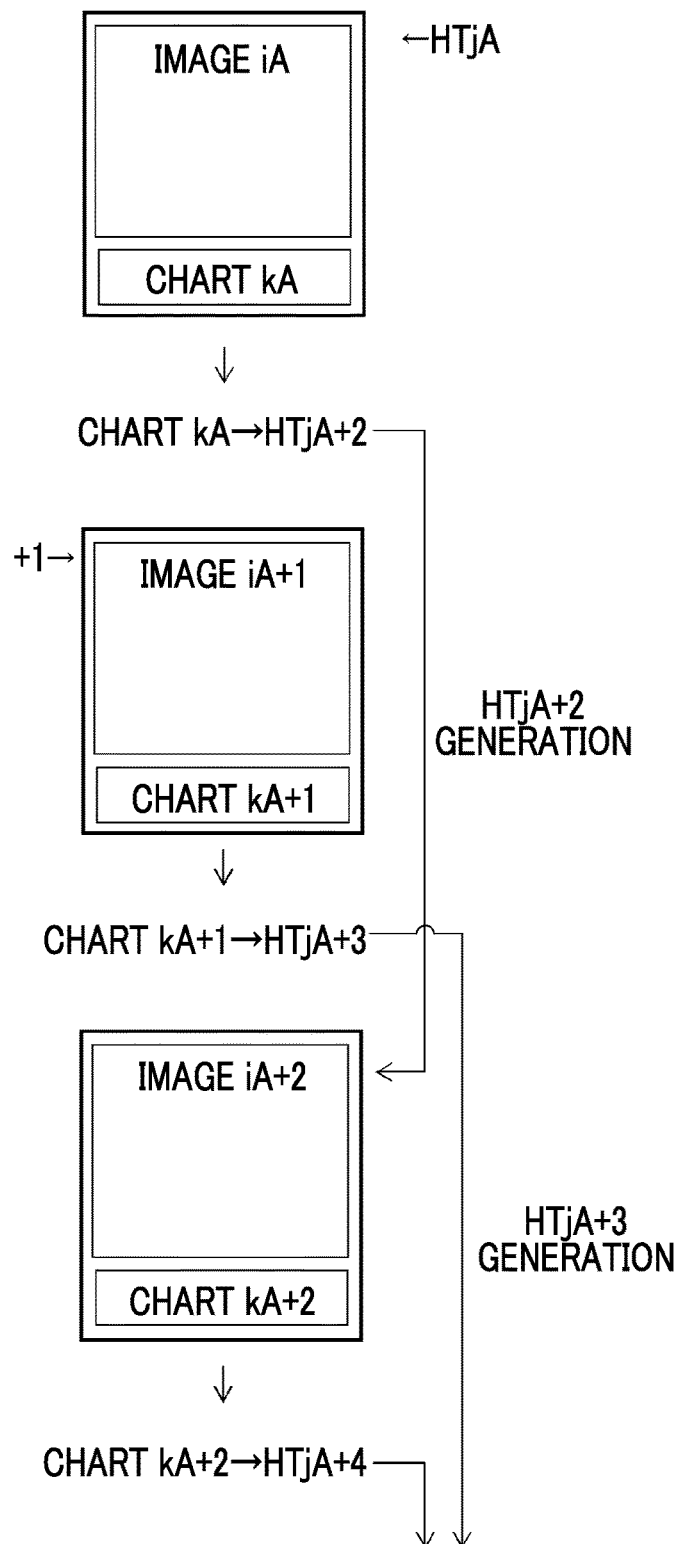 IMAGE iA
←HTjA
CHART kA
CHART kA→HTjA+2
+1→
IMAGE iA+1
HTjA+2
GENERATION
CHART kA+1
CHART kA+1→HTjA+3
IMAGE iA+2
HTjA+3
GENERATION
CHART kA+2
CHART kA+2→HTjA+4